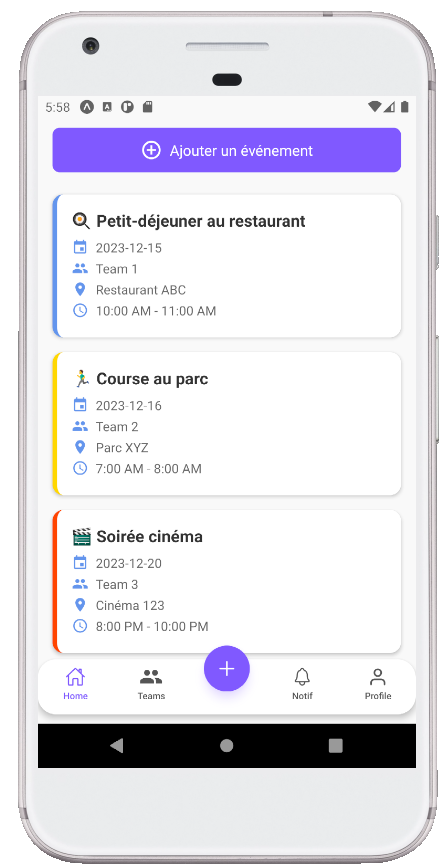 5:58
Ajouter un événement
Petit-déjeuner au restaurant
2023-12-15
Team 1
Restaurant ABC
10:00 AM - 11:00 AM
Course au parc
2023-12-16
Team 2
Parc XYZ
7:00 AM - 8:00 AM
Soirée cinéma
2023-12-20
Team 3
Cinéma 123
8:00 PM - 10:00 PM
Home
Teams
Notif
Profile